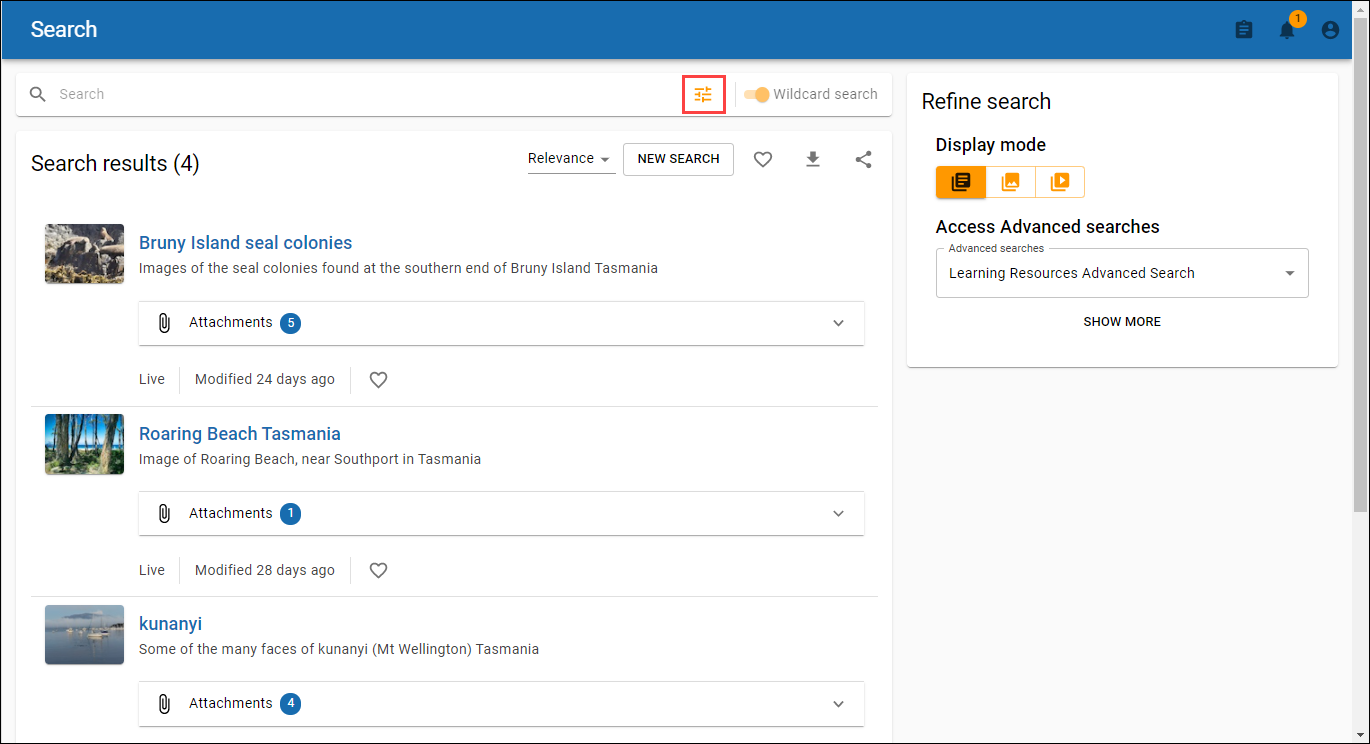 Search
1
Search
Wildcard search
Search results (4)
Relevance
NEW SEARCH
Bruny Island seal colonies
Images of the seal colonies found at the southern end of Bruny Island Tasmania
Attachments 5
Live
Modified 24 days ago
Roaring Beach Tasmania
Image of Roaring Beach, near Southport in Tasmania
Attachments 1
Live
Modified 28 days ago
kunanyi
Some of the many faces of kunanyi (Mt Wellington) Tasmania
Attachments 4
Refine search
Display mode
Access Advanced searches
Advanced searches
Learning Resources Advanced Search
SHOW MORE